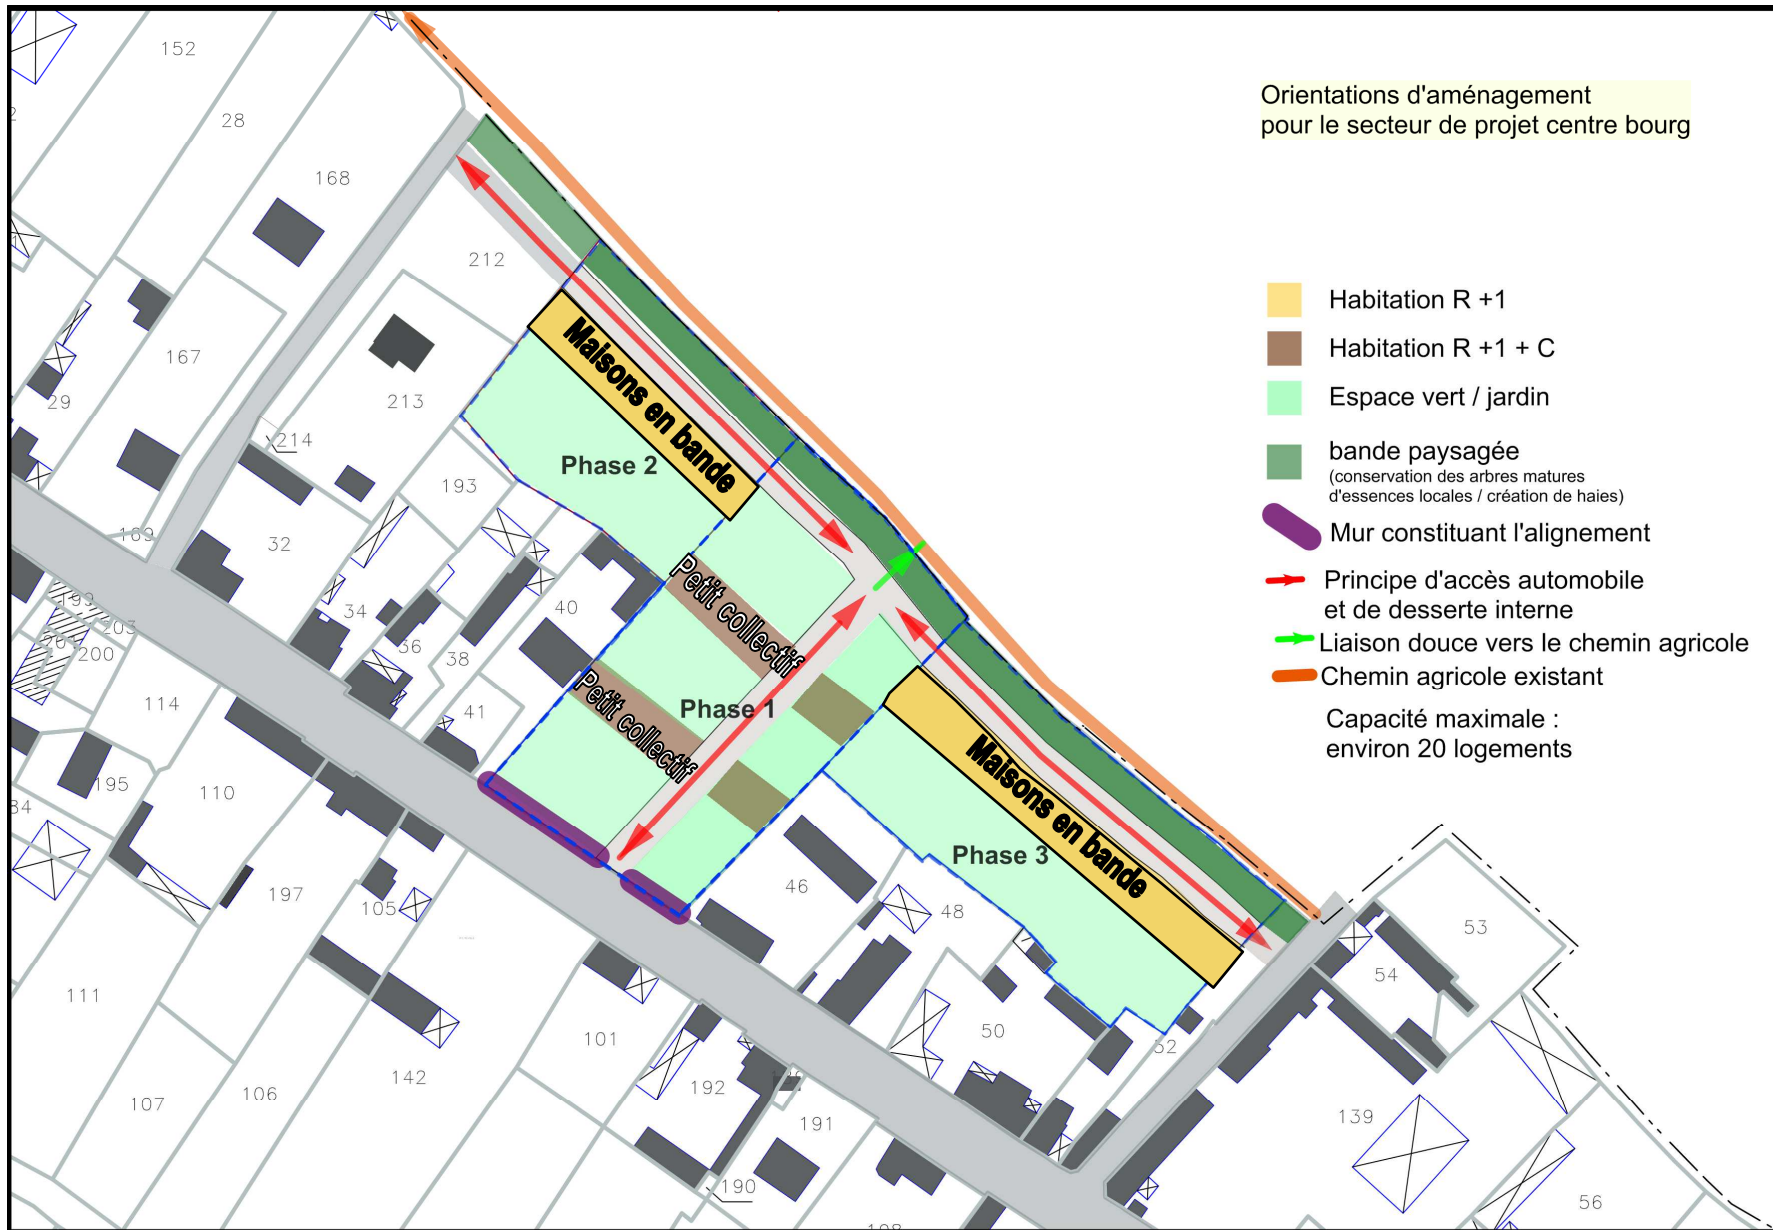 Orientations d'aménagement
pour le secteur de projet centre bourg
Habitation R +1
Habitation R +1 + C
Espace vert / jardin
bande paysagée
(conservation des arbres matures
d'essences locales / création de haies)
Mur constituant l'alignement
Principe d'accès automobile
et de desserte interne
Liaison douce vers le chemin agricole
Chemin agricole existant
Capacité maximale :
environ 20 logements
152
28
168
212
167
213
29
214
193
169
32
40
34
203
200
36
38
114
41
195
110
197
105
46
48
53
54
111
50
52
101
142
106
107
192
191
139
190
56
Maisons en bande
Phase 2
Petit collectif
Phase 1
Petit collectif
Maisons en bande
Phase 3